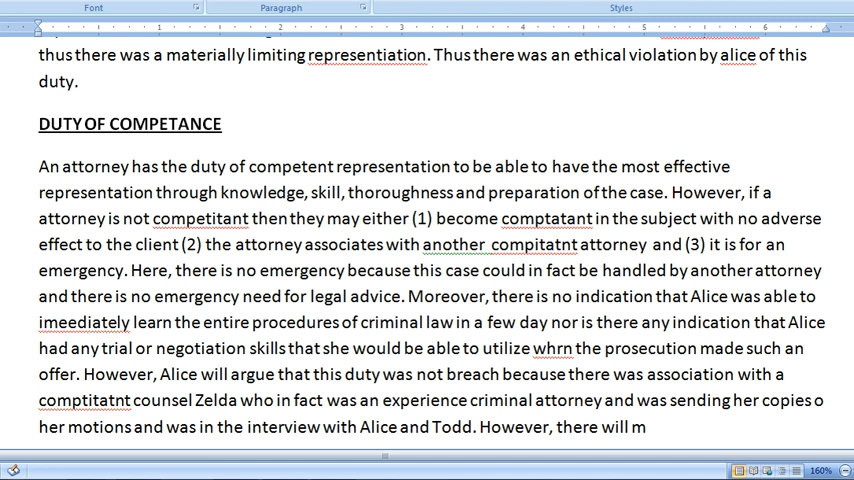 Font
Paragraph
Styles
1
2
3
4
5
6
thus there was a materially limiting representiation. Thus there was an ethical violation by alice of this
duty.
DUTY OF COMPETANCE
An attorney has the duty of competent representation to be able to have the most effective
representation through knowledge, skill, thoroughness and preparation of the case. However, if a
attorney is not competitant then they may either (1) become comptatant in the subject with no adverse
effect to the client (2) the attorney associates with another compitatnt attorney and (3) it is for an
emergency. Here, there is no emergency because this case could in fact be handled by another attorney
and there is no emergency need for legal advice. Moreover, there is no indication that Alice was able to
imeediately learn the entire procedures of criminal law in a few day nor is there any indication that Alice
had any trial or negotiation skills that she would be able to utilize whrn the prosecution made such an
offer. However, Alice will argue that this duty was not breach because there was association with a
comptitatnt counsel Zelda who in fact was an experience criminal attorney and was sending her copies o
her motions and was in the interview with Alice and Todd. However, there will m
160%